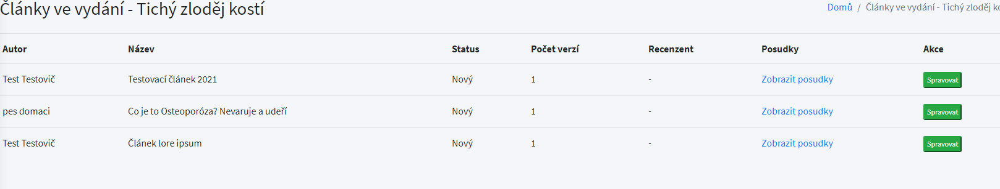 Články ve vydání - Tichý zloděj kostí
Domů / Články ve vydání - Tichý zloděj
Autor Název Status Počet verzí Recenzent Posudky Akce
Test Testovič Testovací článek 2021 Nový 1 - Zobrazit posudky Spravovat
pes domaci Co je to Osteoporóza? Nevaruje a udeří Nový 1 - Zobrazit posudky Spravovat
Test Testovič Článek lore ipsum Nový 1 - Zobrazit posudky Spravovat